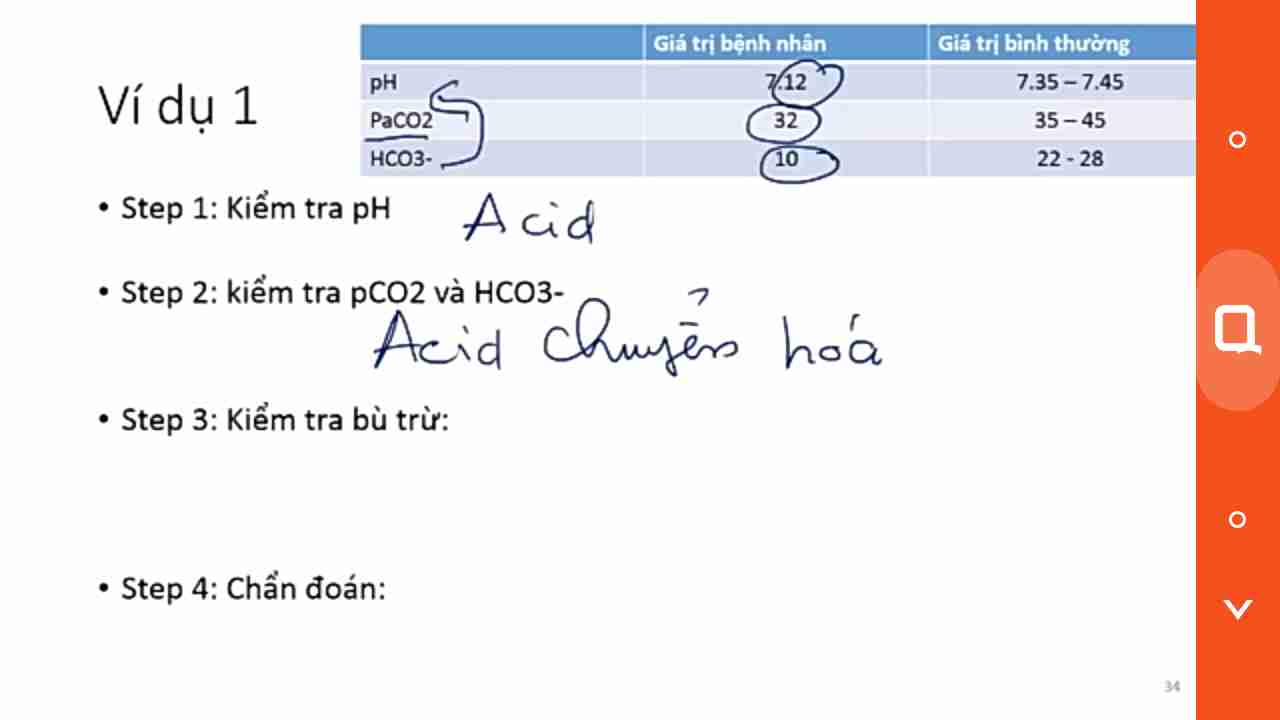 Giá trị bệnh nhân Giá trị bình thường
pH 7.12 7.35 – 7.45
Ví dụ 1
PaCO2 32 35 – 45
HCO3- 10 22 - 28
• Step 1: Kiểm tra pH Acid
• Step 2: kiểm tra pCO2 và HCO3-
Acid chuyển hoá
• Step 3: Kiểm tra bù trừ:
• Step 4: Chẩn đoán:
34